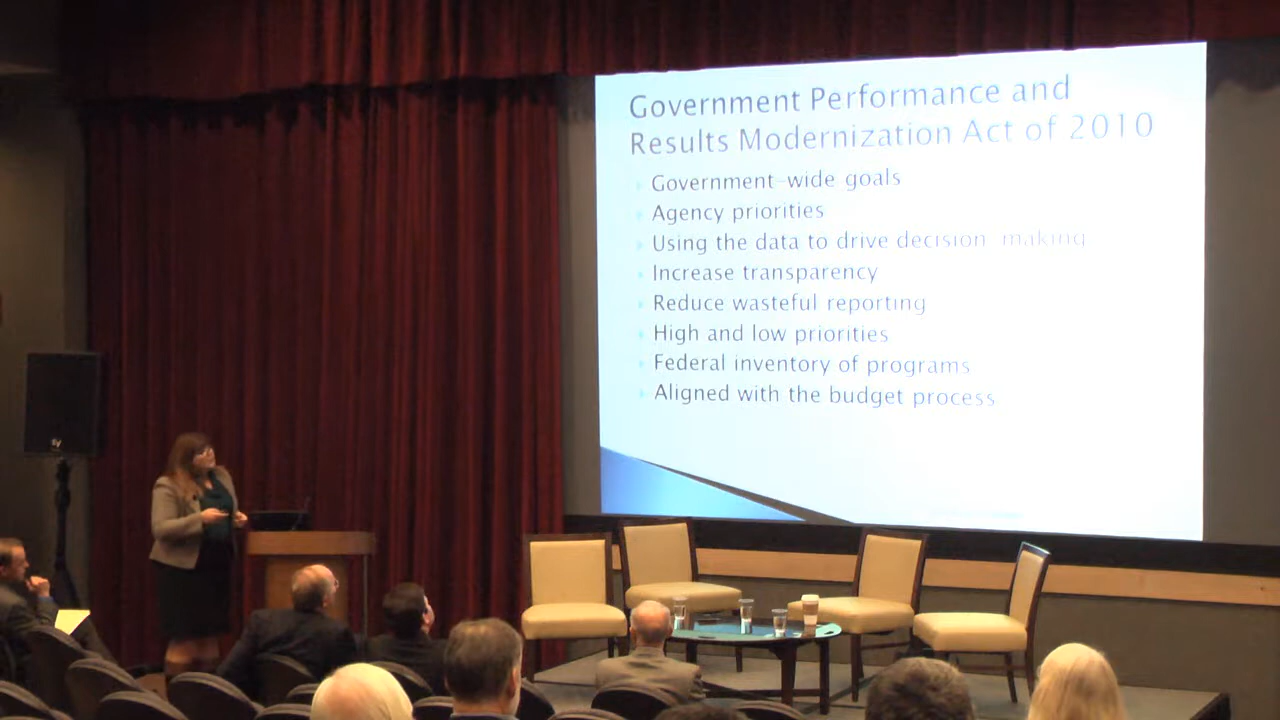 Government Performance and
Results Modernization Act of 2010
Government-wide goals
Agency priorities
Using the data to drive decision-making
Increase transparency
Reduce wasteful reporting
High and low priorities
Federal inventory of programs
Aligned with the budget process